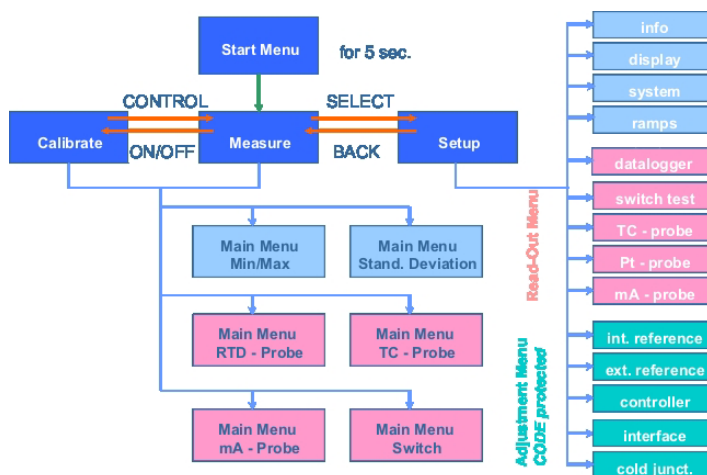 Start Menu
for 5 sec.
CONTROL
SELECT
Calibrate
Measure
Setup
ON/OFF
BACK
Main Menu
Min/Max
Main Menu
Stand. Deviation
Main Menu
RTD - Probe
Main Menu
TC - Probe
Main Menu
mA - Probe
Main Menu
Switch
info
display
system
ramps
Read-Out Menu
datalogger
switch test
TC - probe
Pt - probe
mA - probe
Adjustment Menu
CODE protected
int. reference
ext. reference
controller
interface
cold junct.